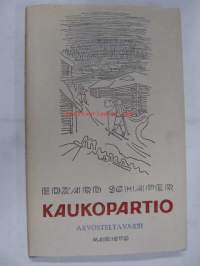 EDZARD SCHAPER
KAUKOPARTIO
ARVOSTELTAVAKSI